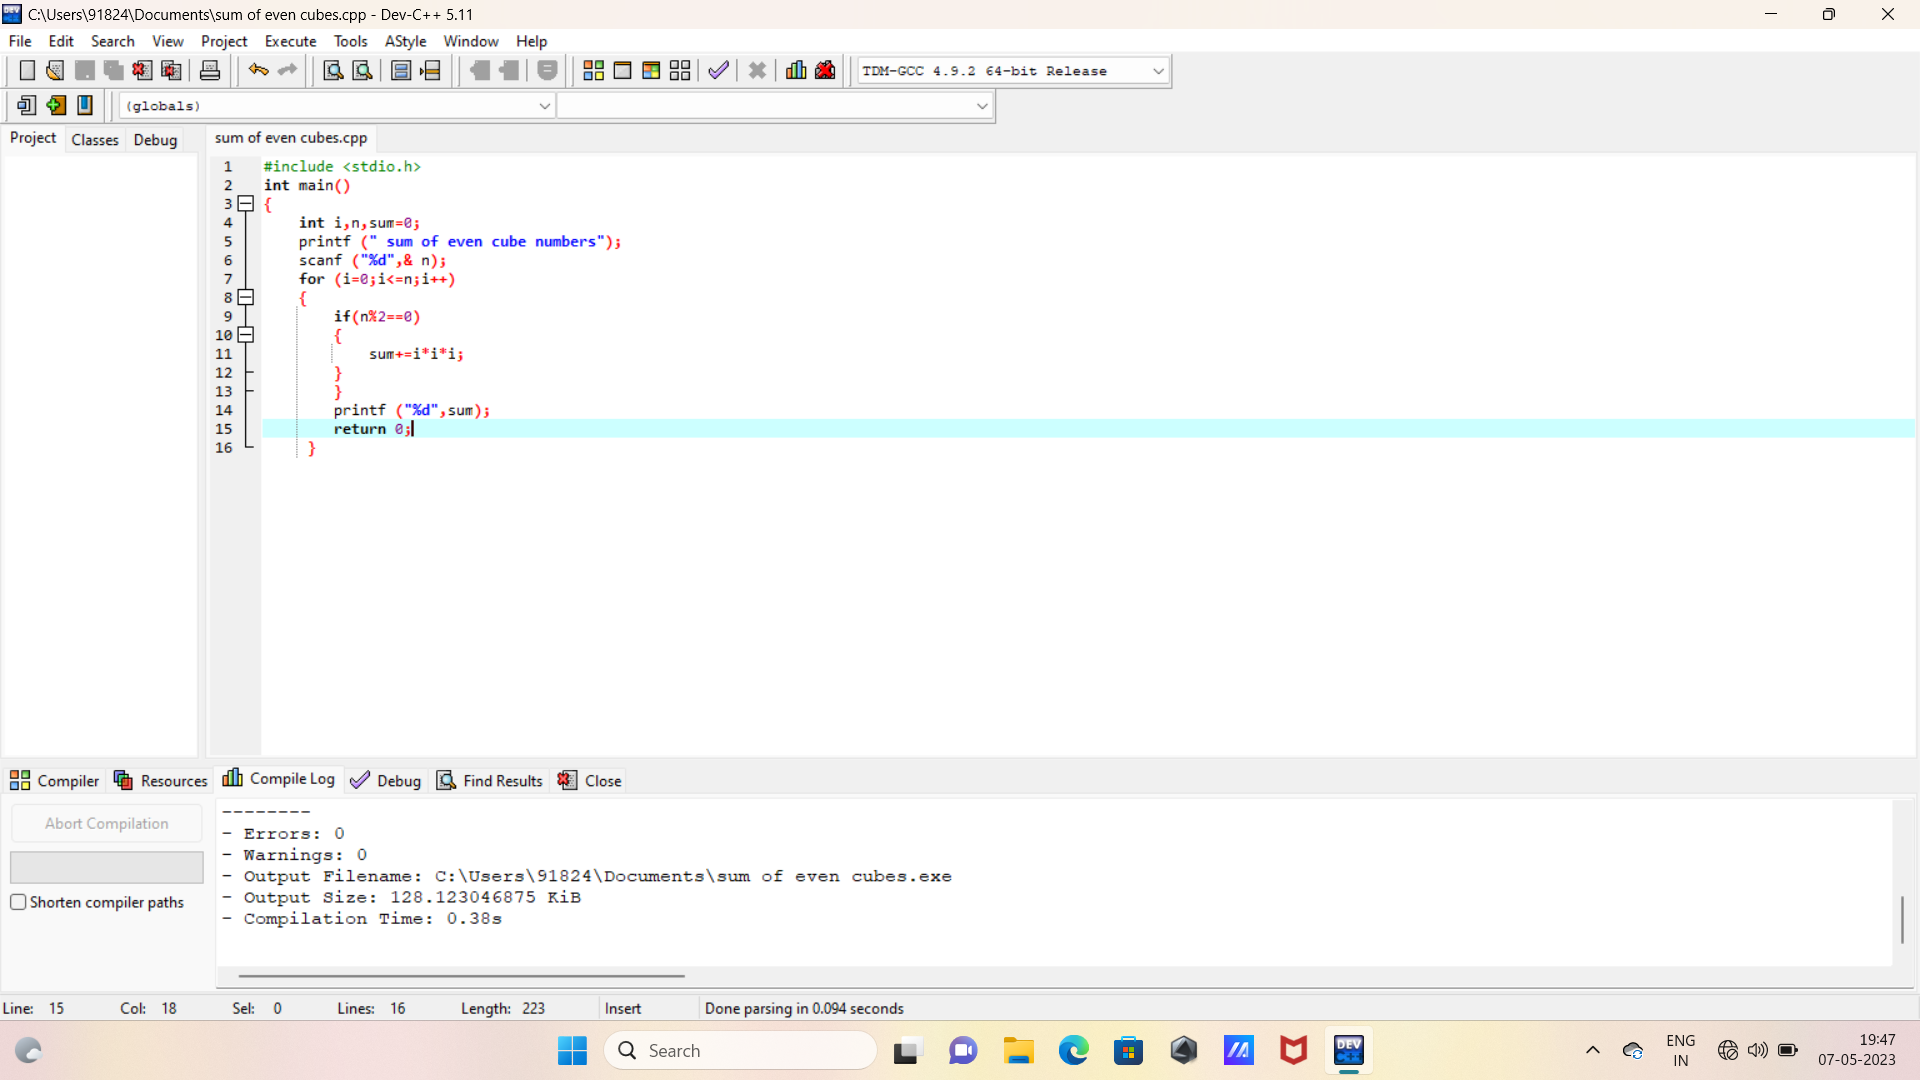 C:\Users\91824\Documents\sum of even cubes.cpp - Dev-C++ 5.11
File Edit Search View Project Execute Tools AStyle Window Help
TDM-GCC 4.9.2 64-bit Release
(globals)
Project Classes Debug sum of even cubes.cpp
1 #include <stdio.h>
2 int main()
3 {
4 int i,n,sum=0;
5 printf (" sum of even cube numbers");
6 scanf ("%d",& n);
7 for (i=0;i<=n;i++)
8 {
9 if(n%2==0)
10 {
11 sum+=i*i*i;
12 }
13 }
14 printf ("%d",sum);
15 return 0;
16 }
Compiler Resources Compile Log Debug Find Results Close
Abort Compilation
Shorten compiler paths
--------
- Errors: 0
- Warnings: 0
- Output Filename: C:\Users\91824\Documents\sum of even cubes.exe
- Output Size: 128.123046875 KiB
- Compilation Time: 0.38s
Line: 15 Col: 18 Sel: 0 Lines: 16 Length: 223 Insert Done parsing in 0.094 seconds
Search
DEV C++
ENG
IN
19:47
07-05-2023